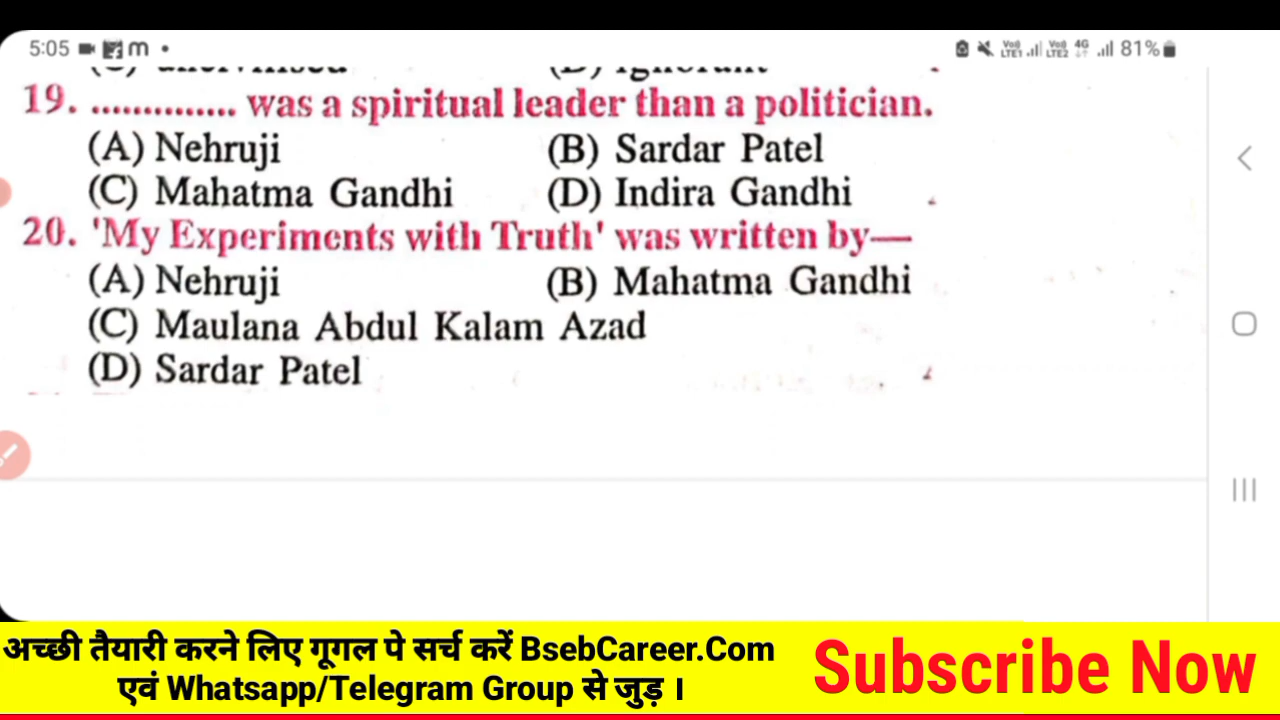 5:05
81%
19. .............. was a spiritual leader than a politician.
(A) Nehruji (B) Sardar Patel
(C) Mahatma Gandhi (D) Indira Gandhi
20. 'My Experiments with Truth' was written by—
(A) Nehruji (B) Mahatma Gandhi
(C) Maulana Abdul Kalam Azad
(D) Sardar Patel
अच्छी तैयारी करने लिए गूगल पे सर्च करें BsebCareer.Com
एवं Whatsapp/Telegram Group से जुड़ ।
Subscribe Now